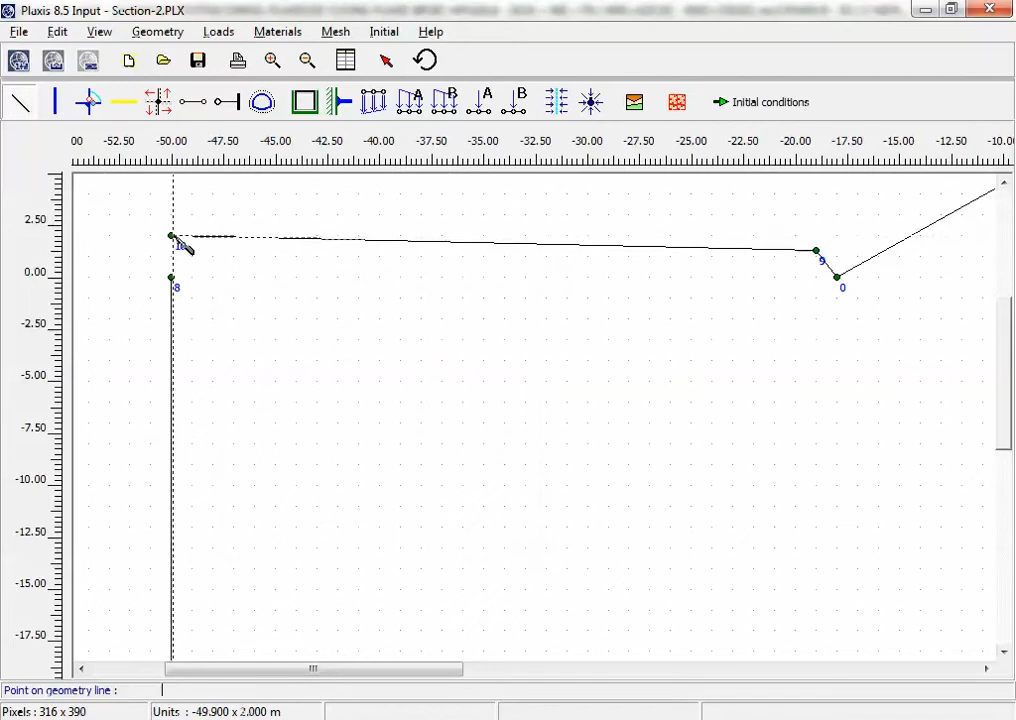 Plaxis 8.5 Input - Section-2.PLX
File Edit View Geometry Loads Materials Mesh Initial Help
A B A B Initial conditions
00 -52.50 -50.00 -47.50 -45.00 -42.50 -40.00 -37.50 -35.00 -32.50 -30.00 -27.50 -25.00 -22.50 -20.00 -17.50 -15.00 -12.50 -10.00
2.50
0.00
-2.50
-5.00
-7.50
-10.00
-12.50
-15.00
-17.50
9
8
0
Point on geometry line :
Pixels : 316 x 390 Units : -49.900 x 2.000 m